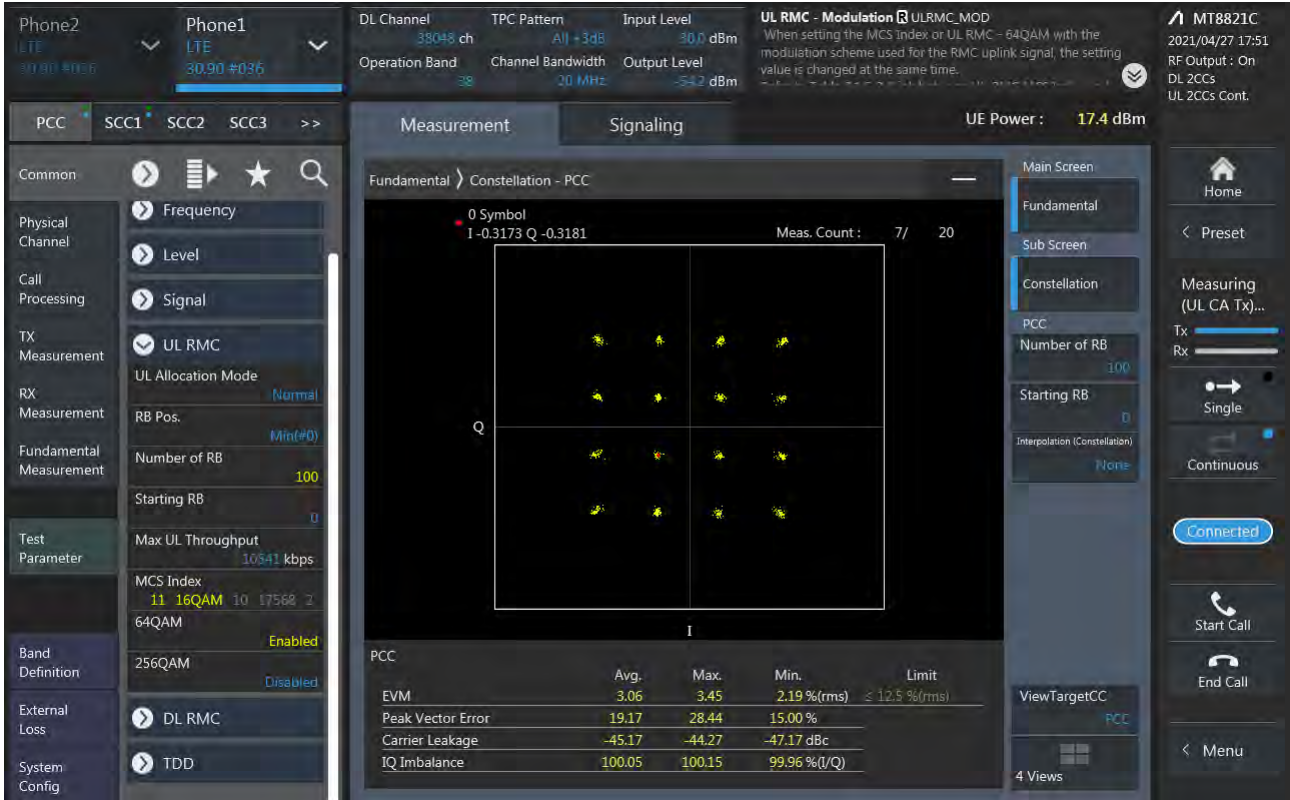 Phone2
LTE
30.90 #036
Phone1
LTE
30.90 #036
DL Channel
38048 ch
TPC Pattern
All +3dB
Input Level
30.0 dBm
Operation Band
38
Channel Bandwidth
20 MHz
Output Level
-54.2 dBm
UL RMC - Modulation R ULRMC_MOD
When setting the MCS Index or UL RMC - 64QAM with the
modulation scheme used for the RMC uplink signal, the setting
value is changed at the same time.
MT8821C
2021/04/27 17:51
RF Output : On
DL 2CCs
UL 2CCs Cont.
PCC SCC1 SCC2 SCC3 >>
Measurement
Signaling
UE Power : 17.4 dBm
Common
Physical
Channel
Call
Processing
TX
Measurement
RX
Measurement
Fundamental
Measurement
Test
Parameter
Band
Definition
External
Loss
System
Config
Frequency
Level
Signal
UL RMC
UL Allocation Mode
Normal
RB Pos.
Min(#0)
Number of RB
100
Starting RB
0
Max UL Throughput
10541 kbps
MCS Index
11 16QAM 10 17568 2
64QAM
Enabled
256QAM
Disabled
DL RMC
TDD
Fundamental > Constellation - PCC
0 Symbol
I -0.3173 Q -0.3181
Meas. Count : 7/ 20
Q
I
PCC
Avg. Max. Min. Limit
EVM 3.06 3.45 2.19 %(rms) ≤ 12.5 %(rms)
Peak Vector Error 19.17 28.44 15.00 %
Carrier Leakage -45.17 -44.27 -47.17 dBc
IQ Imbalance 100.05 100.15 99.96 %(I/Q)
Main Screen
Fundamental
Sub Screen
Constellation
PCC
Number of RB
100
Starting RB
0
Interpolation (Constellation)
None
ViewTargetCC
PCC
4 Views
Home
< Preset
Measuring
(UL CA Tx)...
Tx
Rx
Single
Continuous
Connected
Start Call
End Call
< Menu